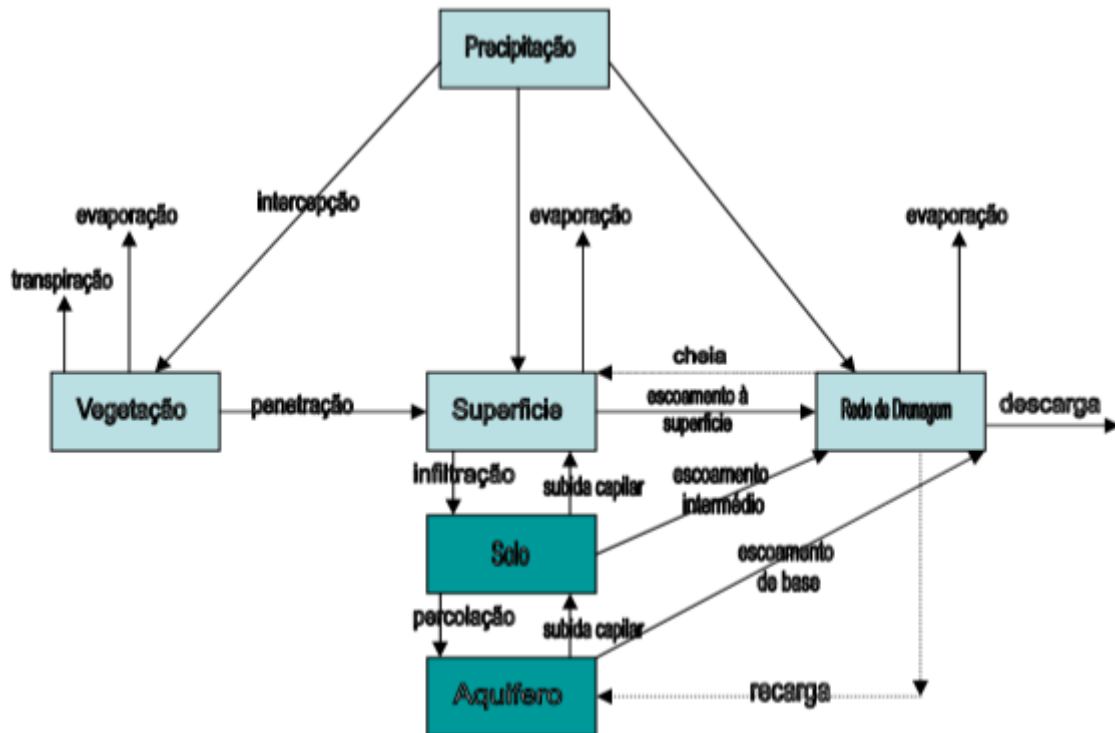 Precipitação
intercepção
evaporação
evaporação
evaporação
transpiração
cheia
Vegetação
penetração
Superfície
escoamento à
superfície
Rede de Drenagem
descarga
infiltração
subida capilar
escoamento
intermédio
Solo
escoamento
de base
percolação
subida capilar
Aquífero
recarga